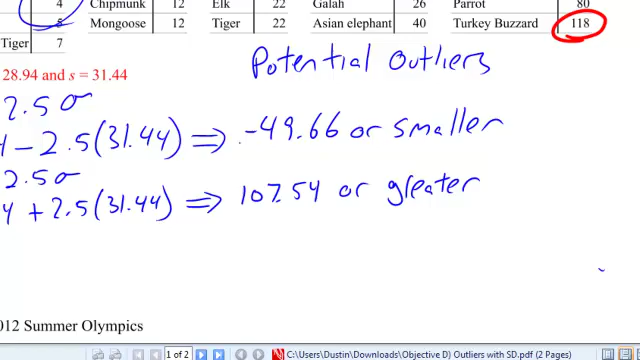 4 Chipmunk 12 Elk 22 Galah 26 Parrot 80
8 Mongoose 12 Tiger 22 Asian elephant 40 Turkey Buzzard 118
Tiger 7
28.94 and s = 31.44
Potential Outliers
2.5σ
4 - 2.5(31.44) ⇒ -49.66 or smaller
2.5σ
4 + 2.5(31.44) ⇒ 107.54 or greater
012 Summer Olympics
1 of 2 C:\Users\Dustin\Downloads\Objective D) Outliers with SD.pdf (2 Pages)